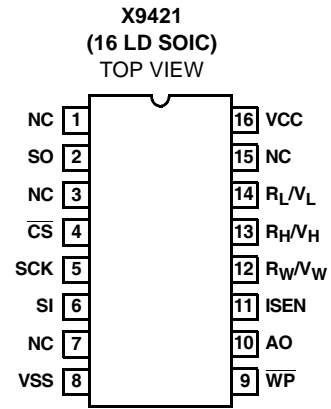 X9421
(16 LD SOIC)
TOP VIEW
NC 1 16 VCC
SO 2 15 NC
NC 3 14 RL/VL
CS 4 13 RH/VH
SCK 5 12 RW/VW
SI 6 11 ISEN
NC 7 10 AO
VSS 8 9 WP